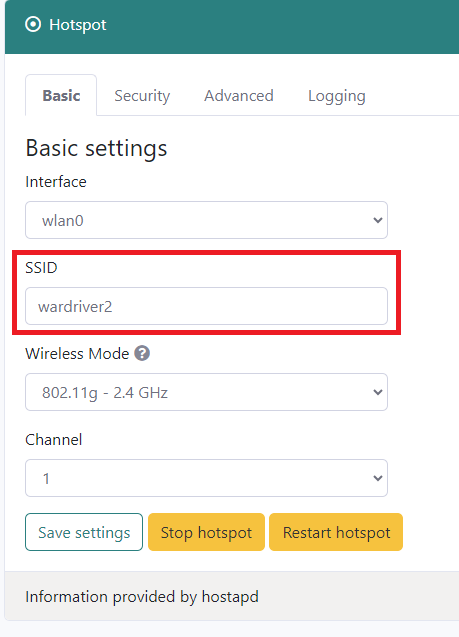 Hotspot
Basic Security Advanced Logging
Basic settings
Interface
wlan0
SSID
wardriver2
Wireless Mode ?
802.11g - 2.4 GHz
Channel
1
Save settings Stop hotspot Restart hotspot
Information provided by hostapd